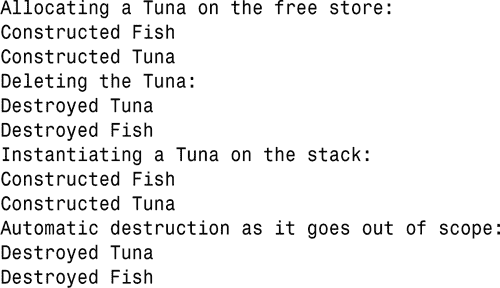 Allocating a Tuna on the free store:
Constructed Fish
Constructed Tuna
Deleting the Tuna:
Destroyed Tuna
Destroyed Fish
Instantiating a Tuna on the stack:
Constructed Fish
Constructed Tuna
Automatic destruction as it goes out of scope:
Destroyed Tuna
Destroyed Fish